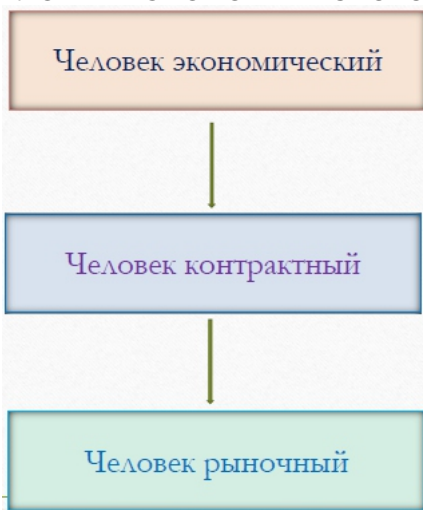 Человек экономический
Человек контрактный
Человек рыночный